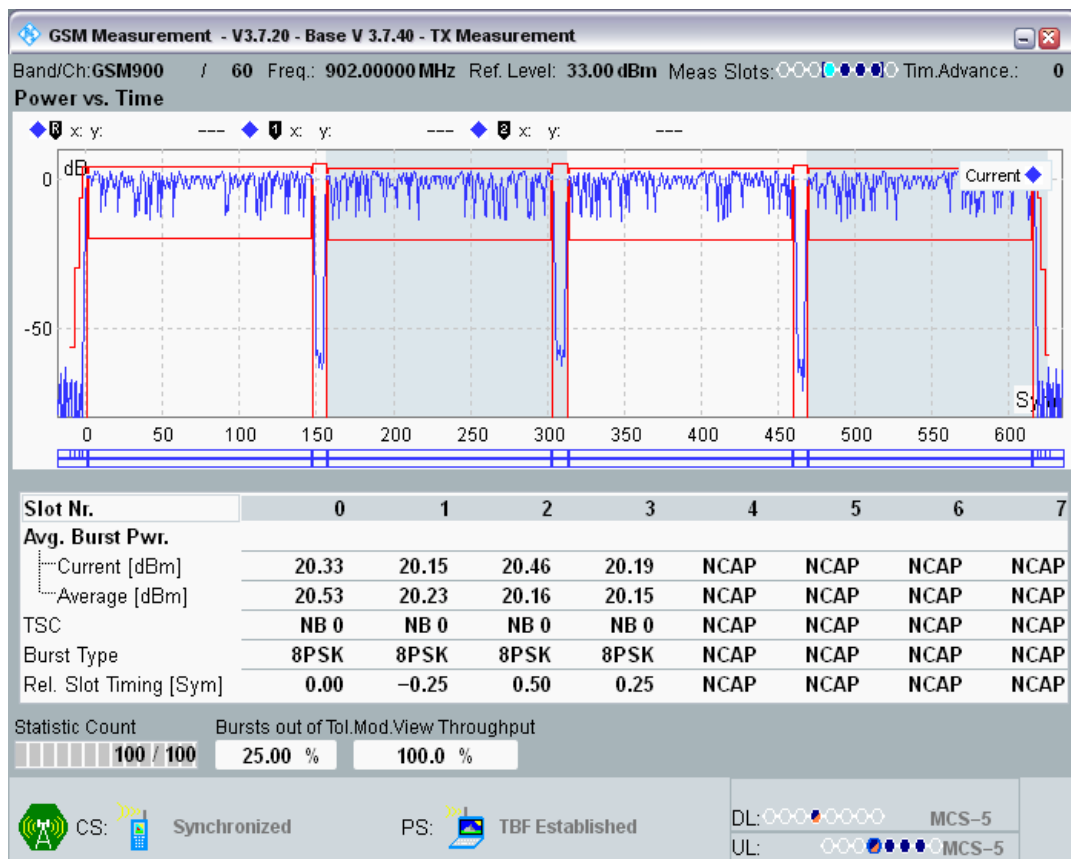 GSM Measurement - V3.7.20 - Base V 3.7.40 - TX Measurement
Band/Ch:GSM900 / 60 Freq.: 902.00000 MHz Ref. Level: 33.00 dBm Meas Slots: Tim.Advance.: 0
Power vs. Time
R x: y: --- 1 x: y: --- 2 x: y: ---
dB
Current
0
-50
Sym
0 50 100 150 200 250 300 350 400 450 500 550 600
Slot Nr. 0 1 2 3 4 5 6 7
Avg. Burst Pwr.
Current [dBm] 20.33 20.15 20.46 20.19 NCAP NCAP NCAP NCAP
Average [dBm] 20.53 20.23 20.16 20.15 NCAP NCAP NCAP NCAP
TSC NB 0 NB 0 NB 0 NB 0 NCAP NCAP NCAP NCAP
Burst Type 8PSK 8PSK 8PSK 8PSK NCAP NCAP NCAP NCAP
Rel. Slot Timing [Sym] 0.00 −0.25 0.50 0.25 NCAP NCAP NCAP NCAP
Statistic Count Bursts out of Tol.Mod.View Throughput
100 / 100 25.00 % 100.0 %
CS: Synchronized PS: TBF Established DL: MCS−5
UL: MCS−5